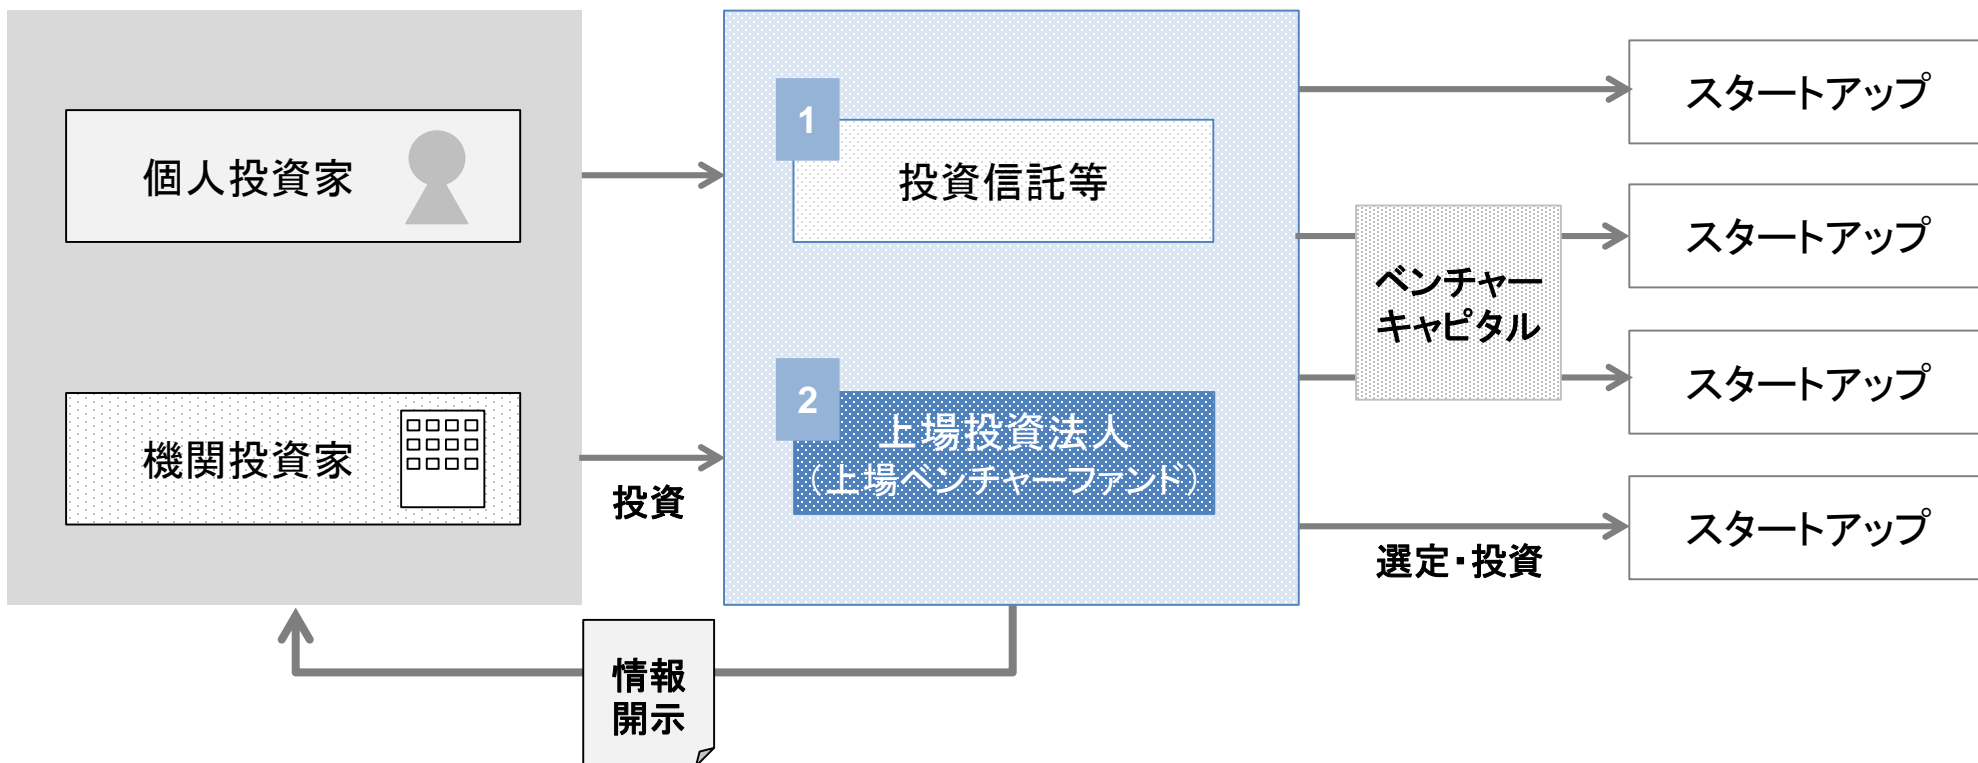 個人投資家
機関投資家
投資
1
投資信託等
2
上場投資法人
（上場ベンチャーファンド）
ベンチャー
キャピタル
選定・投資
スタートアップ
スタートアップ
スタートアップ
スタートアップ
情報
開示